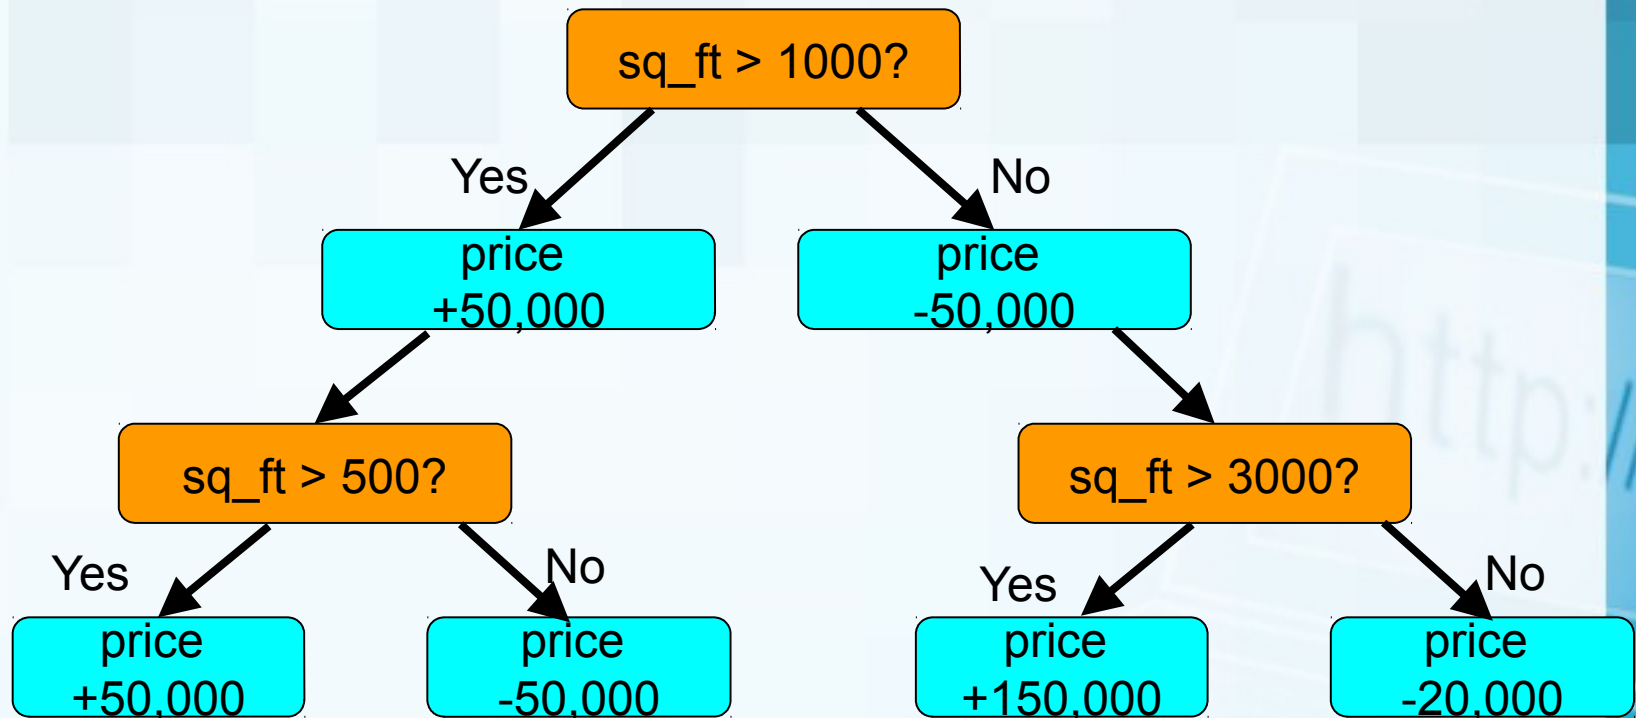 sq_ft > 1000?
Yes
No
price
+50,000
price
-50,000
sq_ft > 500?
sq_ft > 3000?
Yes
No
Yes
No
price
+50,000
price
-50,000
price
+150,000
price
-20,000
http://